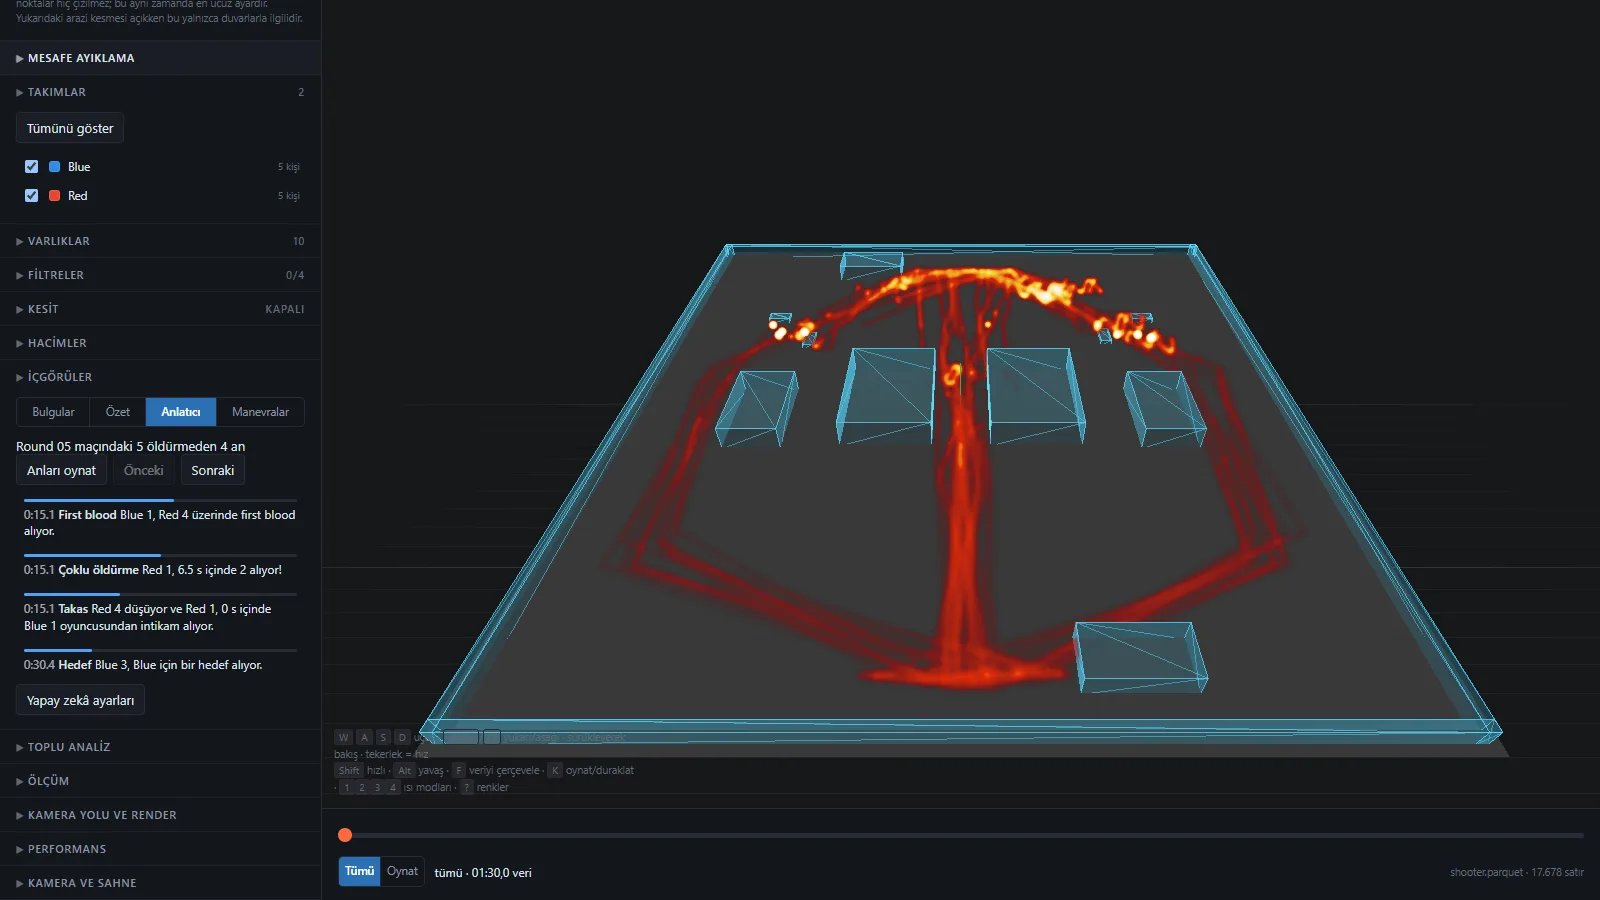 noktalar hiç çizilmez; bu aynı zamanda en ucuz ayardır.
Yukarıdaki arazi kesmesi açıkken bu yalnızca duvarlarla ilgilidir.
MESAFE AYIKLAMA
TAKIMLAR 2
Tümünü göster
Blue 5 kişi
Red 5 kişi
VARLIKLAR 10
FİLTRELER 0/4
KESİT KAPALI
HACİMLER
İÇGÖRÜLER
Bulgular Özet Anlatıcı Manevralar
Round 05 maçındaki 5 öldürmeden 4 an
Anları oynat Önceki Sonraki
0:15.1 First blood Blue 1, Red 4 üzerinde first blood
alıyor.
0:15.1 Çoklu öldürme Red 1, 6.5 s içinde 2 alıyor!
0:15.1 Takas Red 4 düşüyor ve Red 1, 0 s içinde
Blue 1 oyuncusundan intikam alıyor.
0:30.4 Hedef Blue 3, Blue için bir hedef alıyor.
Yapay zekâ ayarları
TOPLU ANALİZ
ÖLÇÜM
KAMERA YOLU VE RENDER
PERFORMANS
KAMERA VE SAHNE
W A S D
bakış · tekerlek = hız
Shift hızlı · Alt yavaş · F veriyi çerçevele · K oynat/duraklat
· 1 2 3 4 ısı modları · ? renkler
Tümü Oynat tümü · 01:30,0 veri
shooter.parquet · 17.678 satır